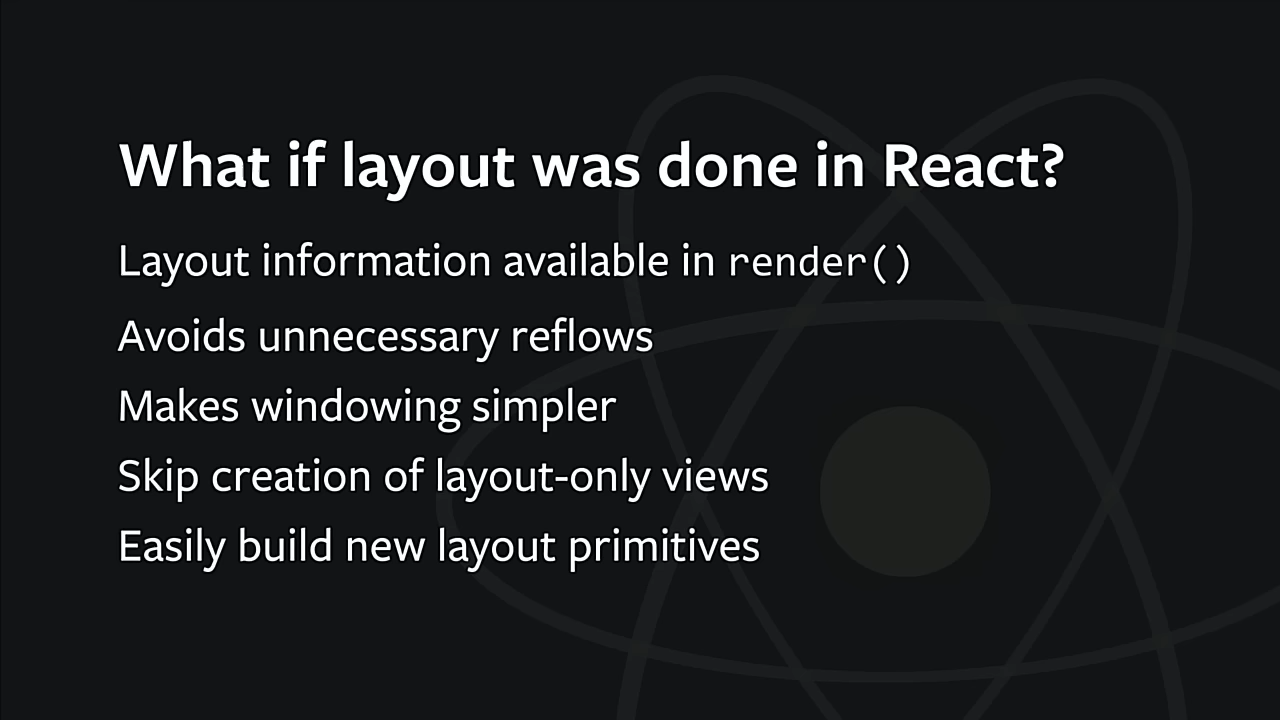 What if layout was done in React?
Layout information available in render()
Avoids unnecessary reflows
Makes windowing simpler
Skip creation of layout-only views
Easily build new layout primitives